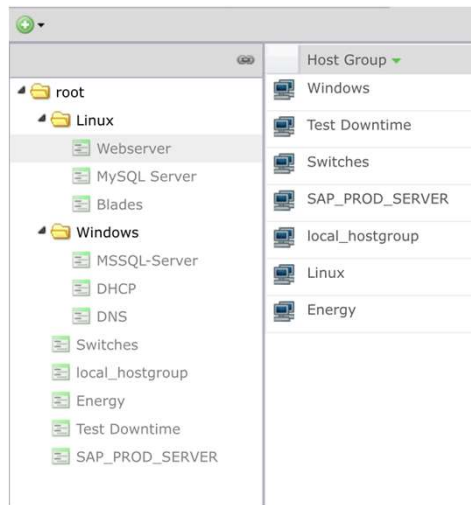 root
Linux
Webserver
MySQL Server
Blades
Windows
MSSQL-Server
DHCP
DNS
Switches
local_hostgroup
Energy
Test Downtime
SAP_PROD_SERVER
Host Group
Windows
Test Downtime
Switches
SAP_PROD_SERVER
local_hostgroup
Linux
Energy